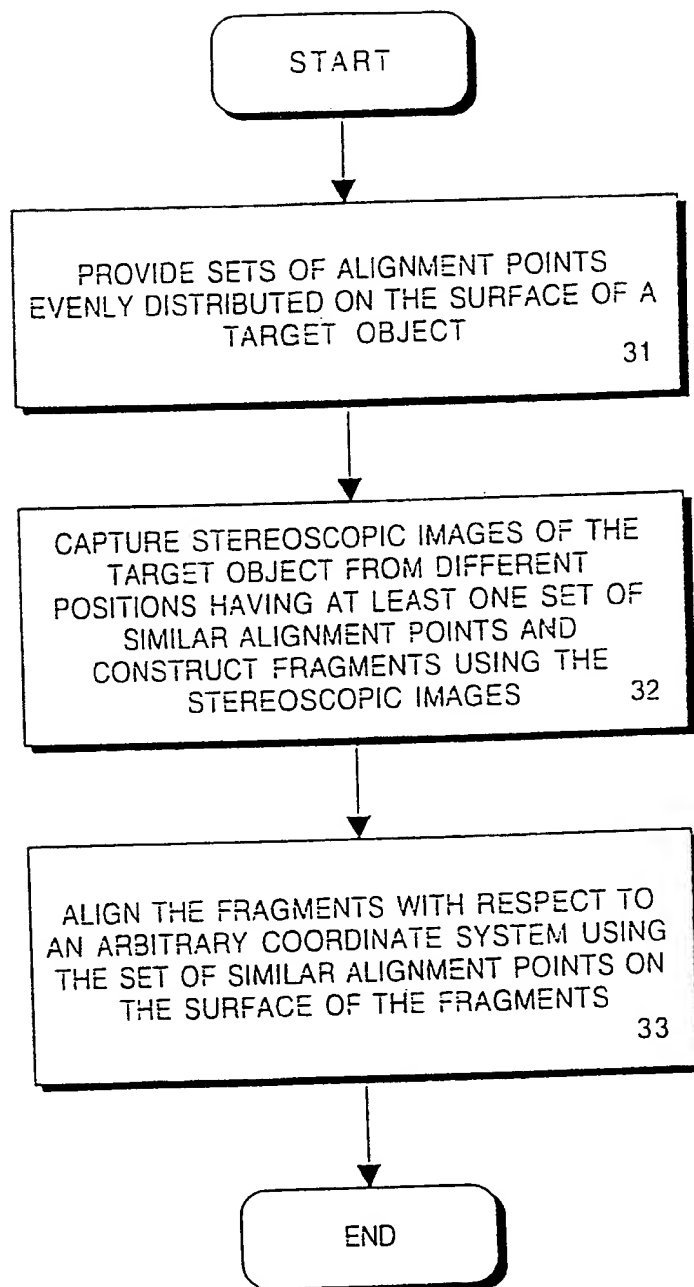 START
PROVIDE SETS OF ALIGNMENT POINTS
EVENLY DISTRIBUTED ON THE SURFACE OF A
TARGET OBJECT
31
CAPTURE STEREOSCOPIC IMAGES OF THE
TARGET OBJECT FROM DIFFERENT
POSITIONS HAVING AT LEAST ONE SET OF
SIMILAR ALIGNMENT POINTS AND
CONSTRUCT FRAGMENTS USING THE
STEREOSCOPIC IMAGES
32
ALIGN THE FRAGMENTS WITH RESPECT TO
AN ARBITRARY COORDINATE SYSTEM USING
THE SET OF SIMILAR ALIGNMENT POINTS ON
THE SURFACE OF THE FRAGMENTS
33
END